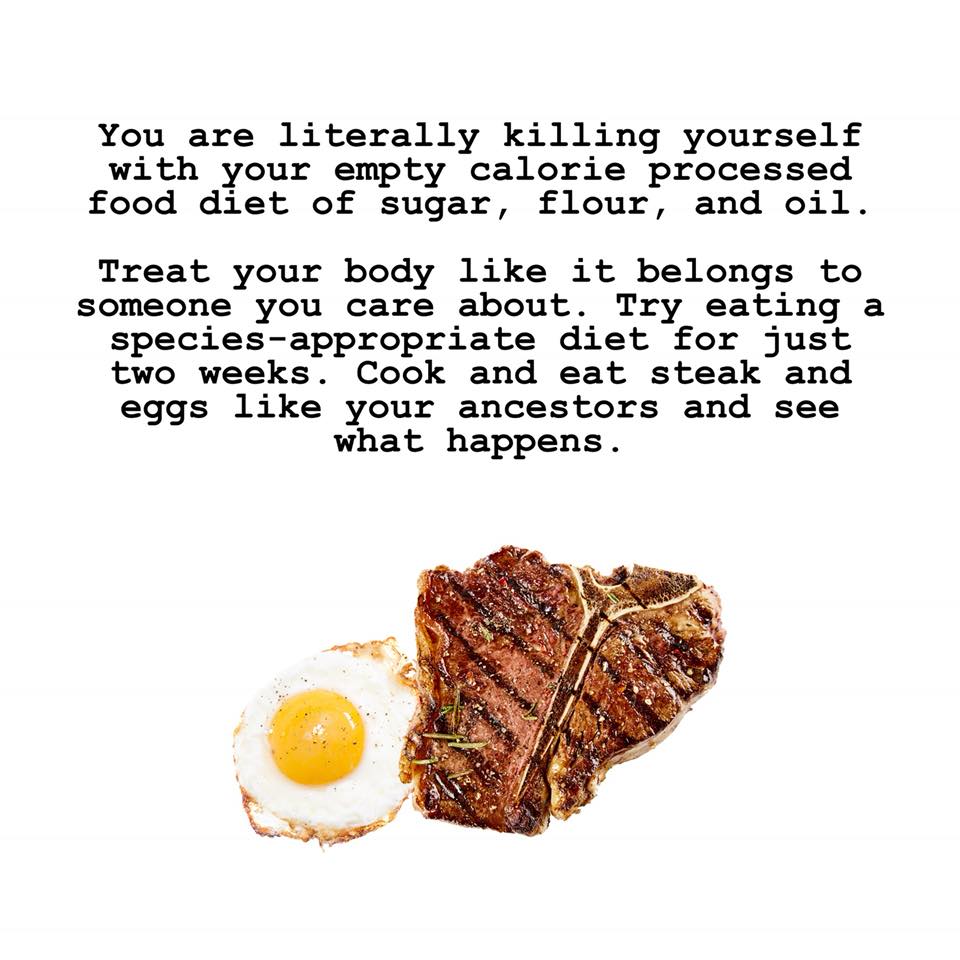 You are literally killing yourself
with your empty calorie processed
food diet of sugar, flour, and oil.
Treat your body like it belongs to
someone you care about. Try eating a
species-appropriate diet for just
two weeks. Cook and eat steak and
eggs like your ancestors and see
what happens.